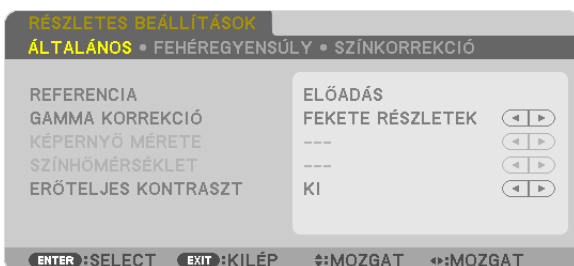 RÉSZLETES BEÁLLÍTÁSOK
ÁLTALÁNOS • FEHÉREGYENSÚLY • SZÍNKORREKCIÓ
REFERENCIA ELŐADÁS
GAMMA KORREKCIÓ FEKETE RÉSZLETEK
KÉPERNYŐ MÉRETE ---
SZÍNHŐMÉRSÉKLET ---
ERŐTELJES KONTRASZT KI
ENTER :SELECT EXIT :KILÉP :MOZGAT :MOZGAT